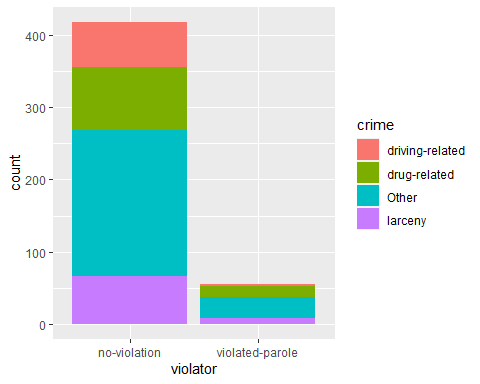 400
300
200
100
0
count
no-violation
violated-parole
violator
crime
driving-related
drug-related
Other
larceny